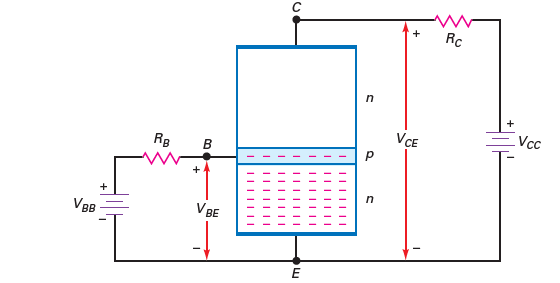 C
+
R_C
n
+
R_B
B
p
V_CE
V_CC
-
+
+
V_BB
V_BE
n
-
-
-
E